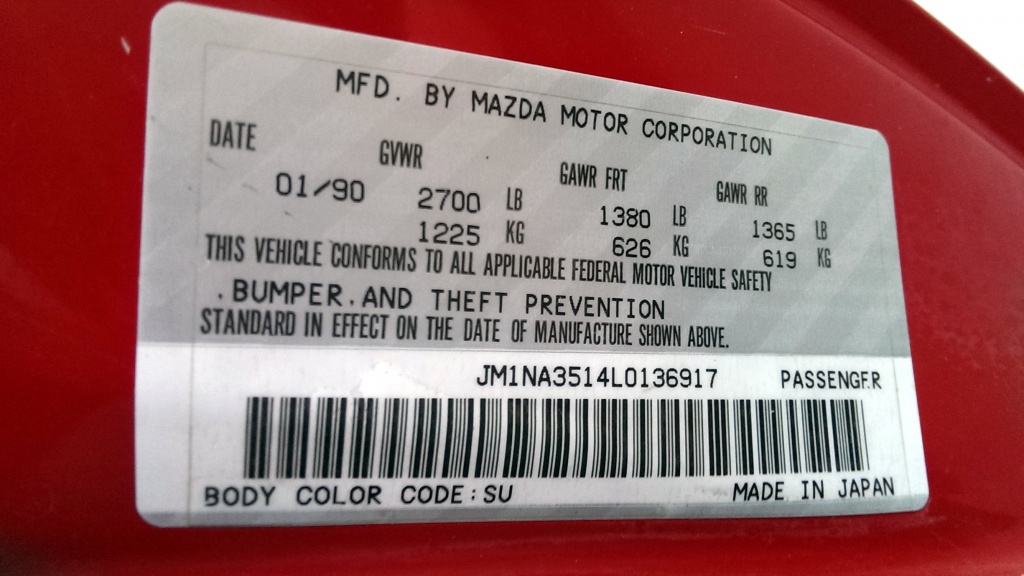 MFD. BY MAZDA MOTOR CORPORATION
DATE GVWR GAWR FRT GAWR RR
01/90 2700 LB 1380 LB 1365 LB
1225 KG 626 KG 619 KG
THIS VEHICLE CONFORMS TO ALL APPLICABLE FEDERAL MOTOR VEHICLE SAFETY
.BUMPER.AND THEFT PREVENTION
STANDARD IN EFFECT ON THE DATE OF MANUFACTURE SHOWN ABOVE.
JM1NA3514L0136917 PASSENGER
BODY COLOR CODE:SU MADE IN JAPAN